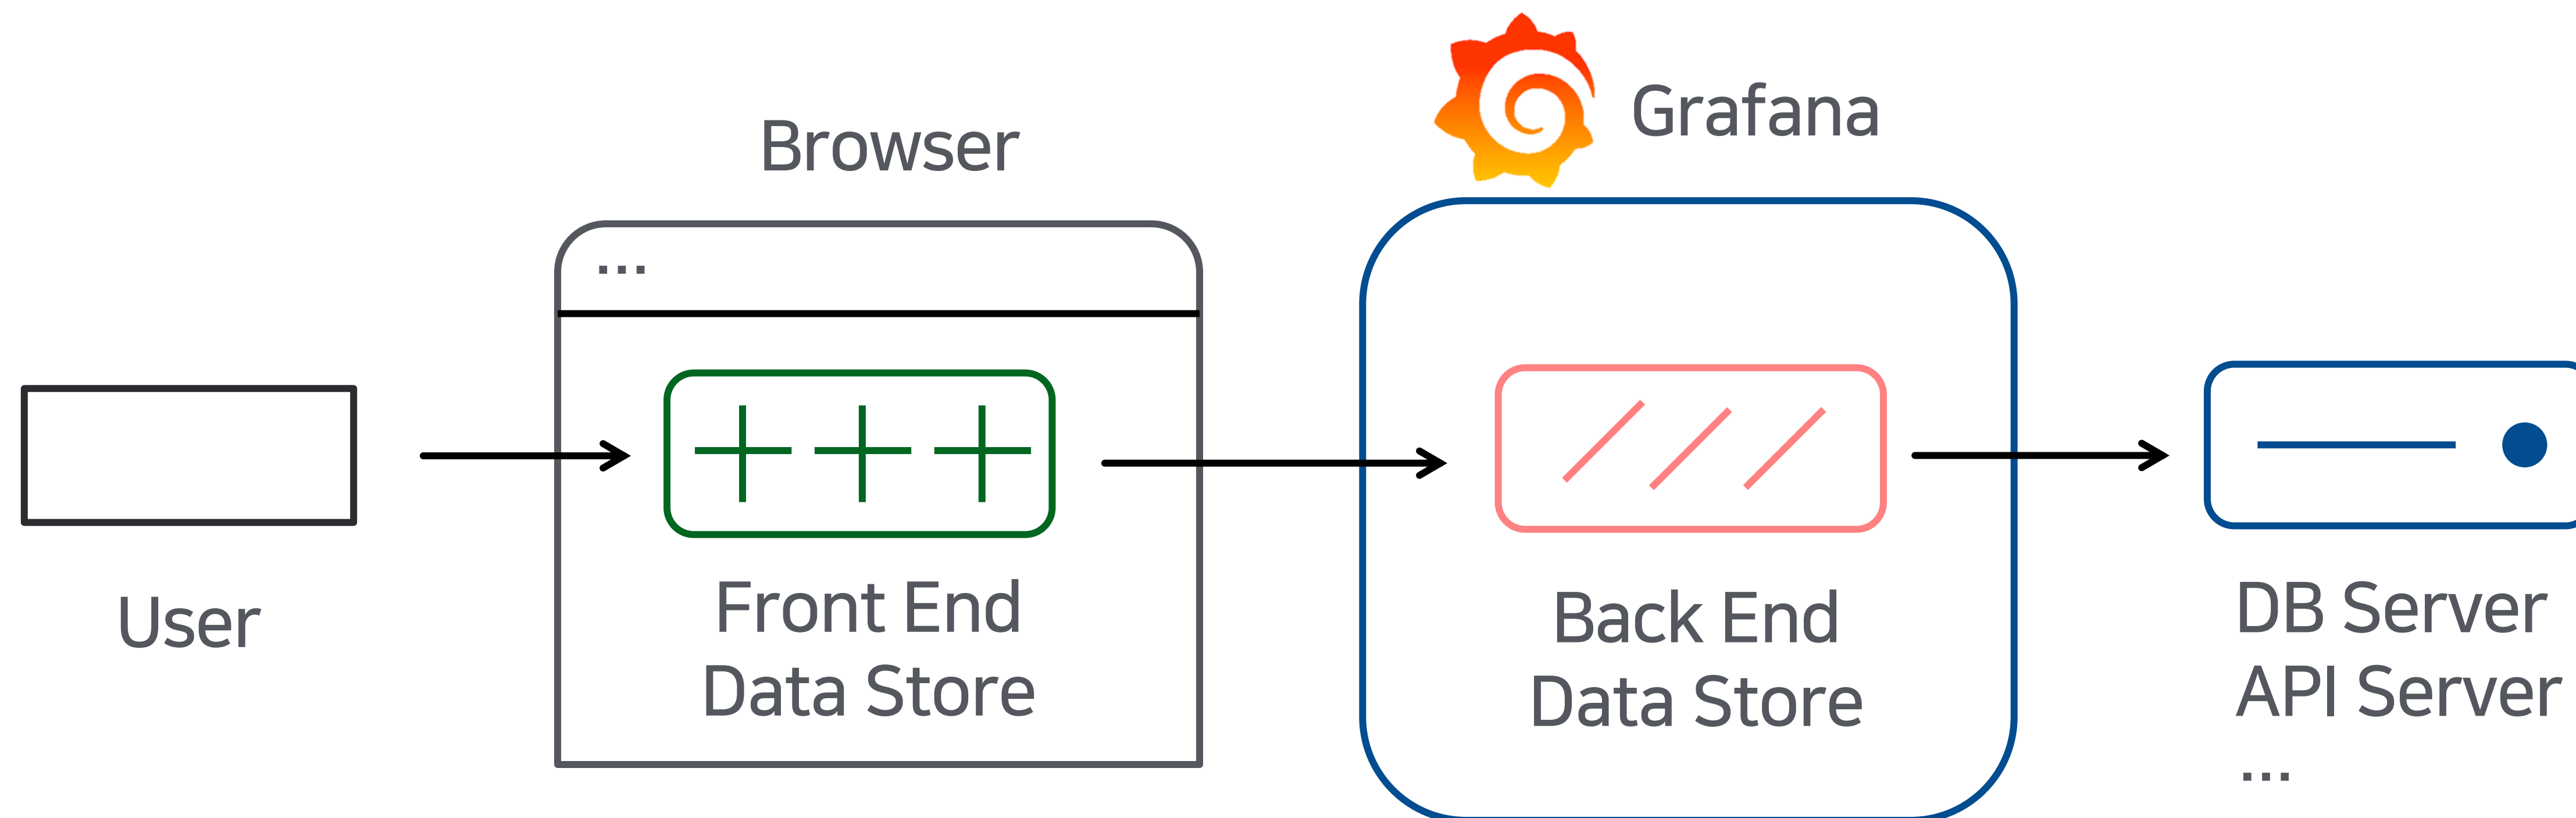 Grafana
Browser
...
User
Front End
Data Store
Back End
Data Store
DB Server
API Server
...